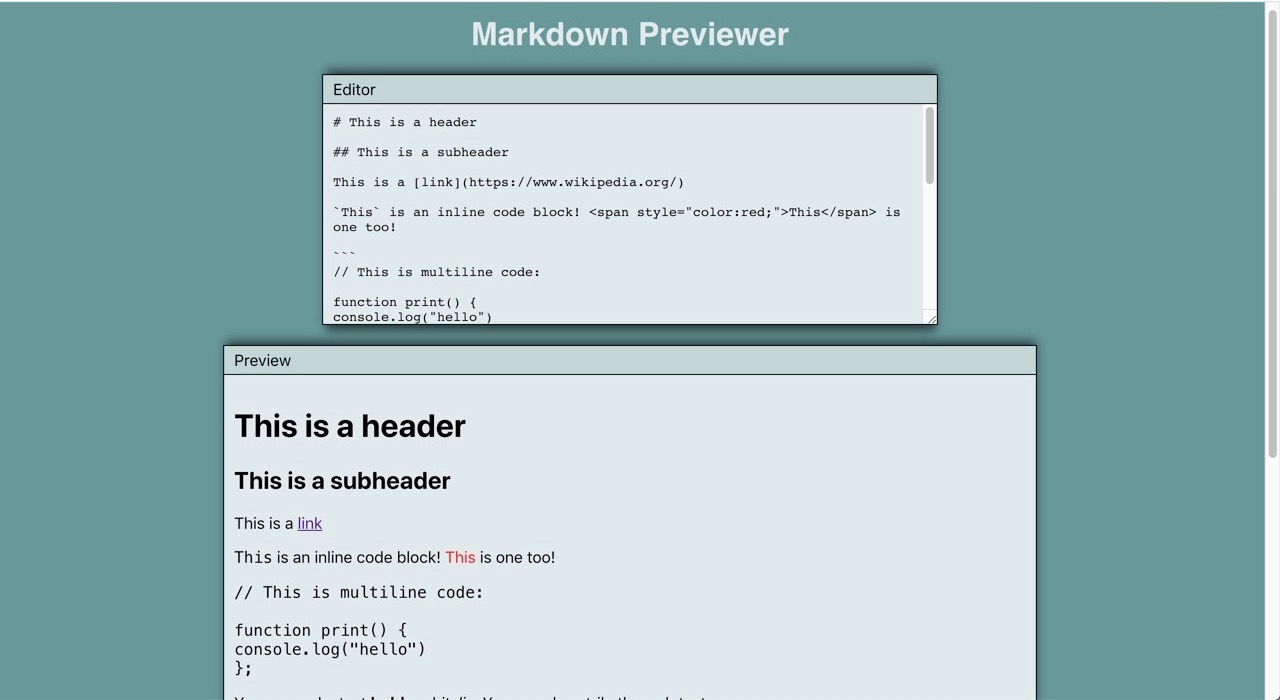 Markdown Previewer
Editor
# This is a header
## This is a subheader
This is a [link](https://www.wikipedia.org/)
`This` is an inline code block! <span style="color:red;">This</span> is
one too!
```
// This is multiline code:
function print() {
console.log("hello")
Preview
This is a header
This is a subheader
This is a link
This is an inline code block! This is one too!
// This is multiline code:
function print() {
console.log("hello")
};